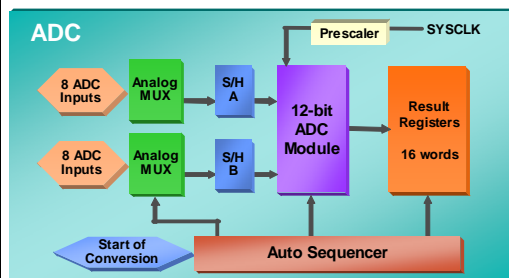 ADC
Prescaler
SYSCLK
8 ADC
Inputs
Analog
MUX
S/H
A
12-bit
ADC
Module
Result
Registers
16 words
8 ADC
Inputs
Analog
MUX
S/H
B
Start of
Conversion
Auto Sequencer